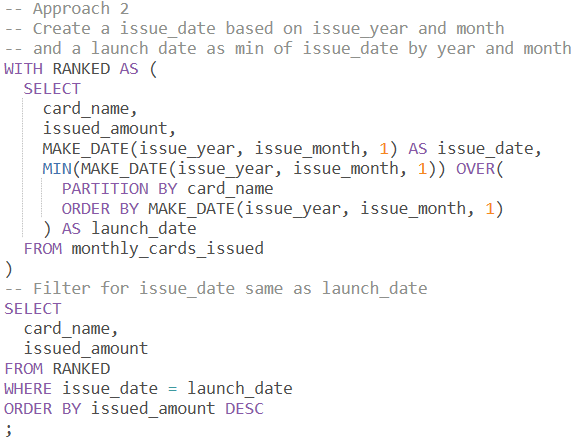 -- Approach 2
-- Create a issue_date based on issue_year and month
-- and a launch date as min of issue_date by year and month
WITH RANKED AS (
  SELECT
    card_name,
    issued_amount,
    MAKE_DATE(issue_year, issue_month, 1) AS issue_date,
    MIN(MAKE_DATE(issue_year, issue_month, 1)) OVER(
      PARTITION BY card_name
      ORDER BY MAKE_DATE(issue_year, issue_month, 1)
    ) AS launch_date
  FROM monthly_cards_issued
)
-- Filter for issue_date same as launch_date
SELECT
  card_name,
  issued_amount
FROM RANKED
WHERE issue_date = launch_date
ORDER BY issued_amount DESC
;